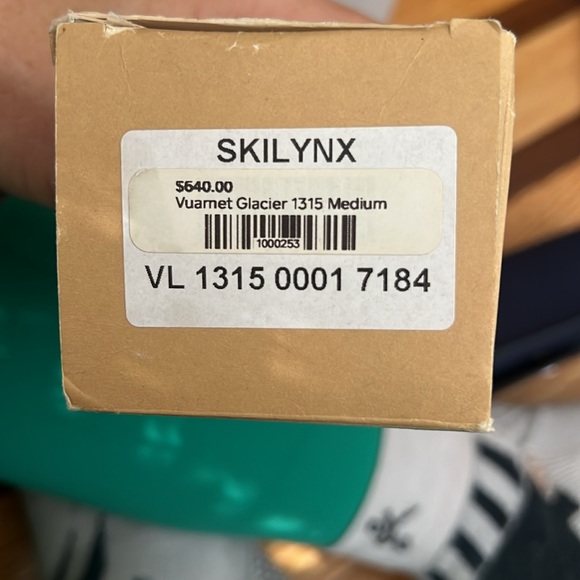 SKILYNX
$640.00
Vuarnet Glacier 1315 Medium
1000253
VL 1315 0001 7184